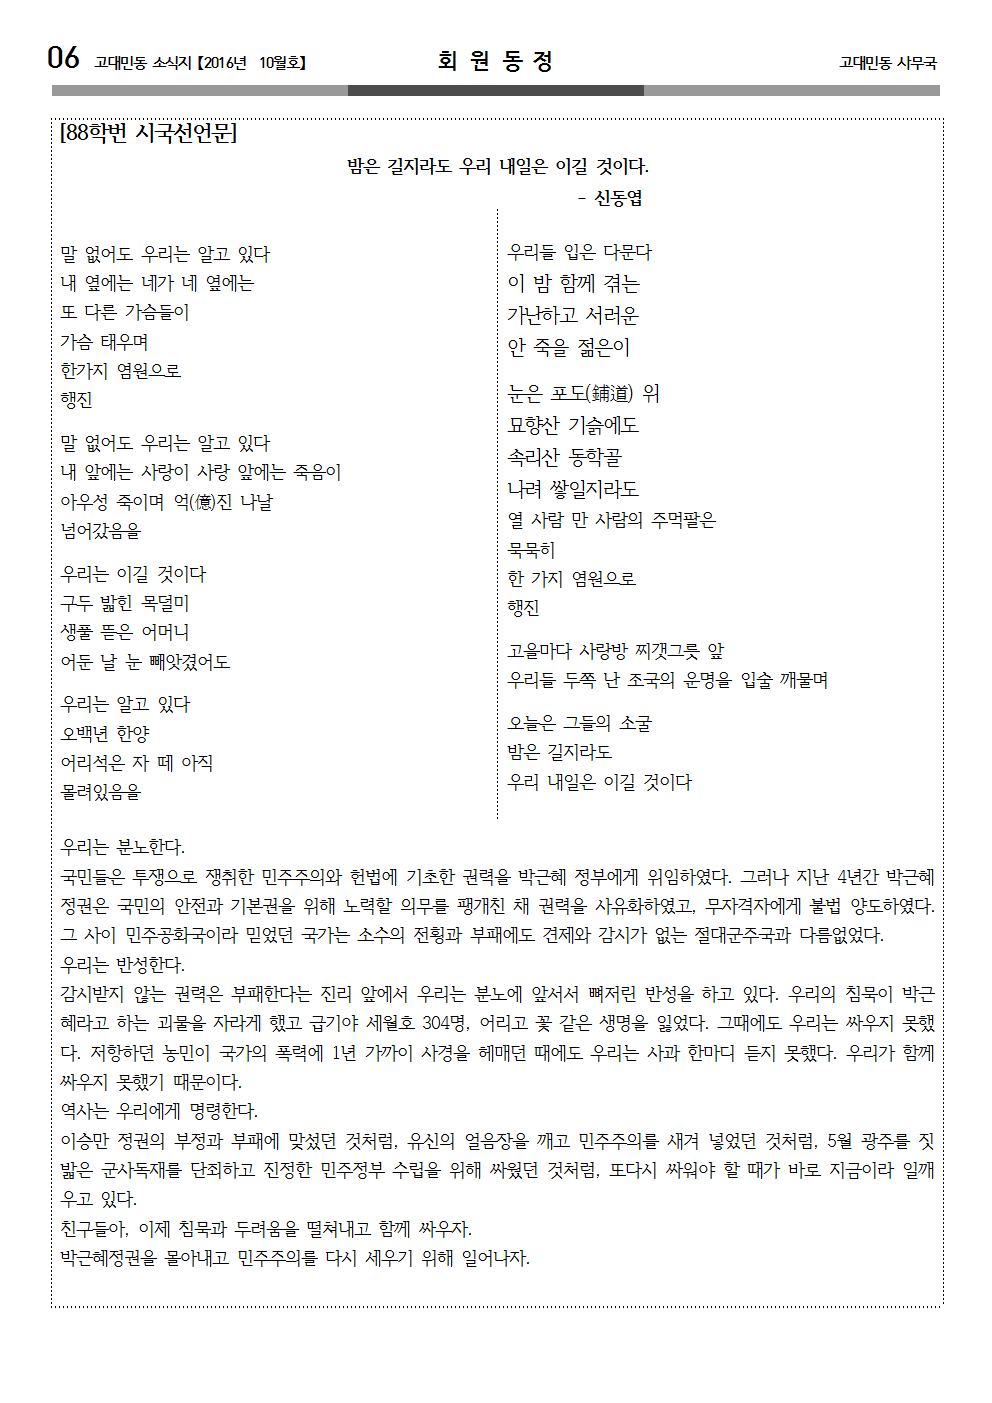 06 고대민동 소식지【2016년 10월호】 회 원 동 정 고대민동 사무국
[88학번 시국선언문]
밤은 길지라도 우리 내일은 이길 것이다.
- 신동엽
말 없어도 우리는 알고 있다
내 옆에는 네가 네 옆에는
또 다른 가슴들이
가슴 태우며
한가지 염원으로
행진
말 없어도 우리는 알고 있다
내 앞에는 사랑이 사랑 앞에는 죽음이
아우성 죽이며 억(億)진 나날
넘어갔음을
우리는 이길 것이다
구두 밟힌 목덜미
생풀 뜯은 어머니
어둔 날 눈 빼앗겼어도
우리는 알고 있다
오백년 한양
어리석은 자 떼 아직
몰려있음을
우리들 입은 다문다
이 밤 함께 겪는
가난하고 서러운
안 죽을 젊은이
눈은 포도(鋪道) 위
묘향산 기슭에도
속리산 동학골
나려 쌓일지라도
열 사람 만 사람의 주먹팔은
묵묵히
한 가지 염원으로
행진
고을마다 사랑방 찌갯그릇 앞
우리들 두쪽 난 조국의 운명을 입술 깨물며
오늘은 그들의 소굴
밤은 길지라도
우리 내일은 이길 것이다
우리는 분노한다.
국민들은 투쟁으로 쟁취한 민주주의와 헌법에 기초한 권력을 박근혜 정부에게 위임하였다. 그러나 지난 4년간 박근혜
정권은 국민의 안전과 기본권을 위해 노력할 의무를 팽개친 채 권력을 사유화하였고, 무자격자에게 불법 양도하였다.
그 사이 민주공화국이라 믿었던 국가는 소수의 전횡과 부패에도 견제와 감시가 없는 절대군주국과 다름없었다.
우리는 반성한다.
감시받지 않는 권력은 부패한다는 진리 앞에서 우리는 분노에 앞서서 뼈저린 반성을 하고 있다. 우리의 침묵이 박근
혜라고 하는 괴물을 자라게 했고 급기야 세월호 304명, 어리고 꽃 같은 생명을 잃었다. 그때에도 우리는 싸우지 못했
다. 저항하던 농민이 국가의 폭력에 1년 가까이 사경을 헤매던 때에도 우리는 사과 한마디 듣지 못했다. 우리가 함께
싸우지 못했기 때문이다.
역사는 우리에게 명령한다.
이승만 정권의 부정과 부패에 맞섰던 것처럼, 유신의 얼음장을 깨고 민주주의를 새겨 넣었던 것처럼, 5월 광주를 짓
밟은 군사독재를 단죄하고 진정한 민주정부 수립을 위해 싸웠던 것처럼, 또다시 싸워야 할 때가 바로 지금이라 일깨
우고 있다.
친구들아, 이제 침묵과 두려움을 떨쳐내고 함께 싸우자.
박근혜정권을 몰아내고 민주주의를 다시 세우기 위해 일어나자.